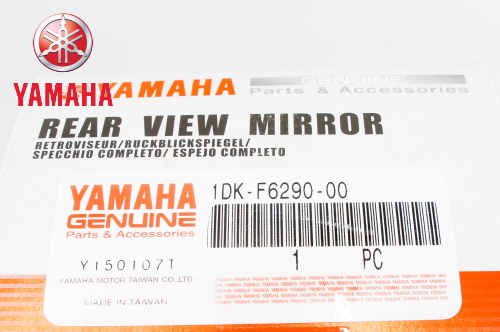 YAMAHA
YAMAHA
GENUINE
Parts & Accessories
REAR VIEW MIRROR
RETROVISEUR/RUCKBLICKSPIEGEL/
SPECCHIO COMPLETO/ ESPEJO COMPLETO
YAMAHA
GENUINE
Parts & Accessories
Y150107T
YAMAHA MOTOR TAIWAN CO.,LTD.
MADE IN TAIWAN
1DK-F6290-00
1 PC